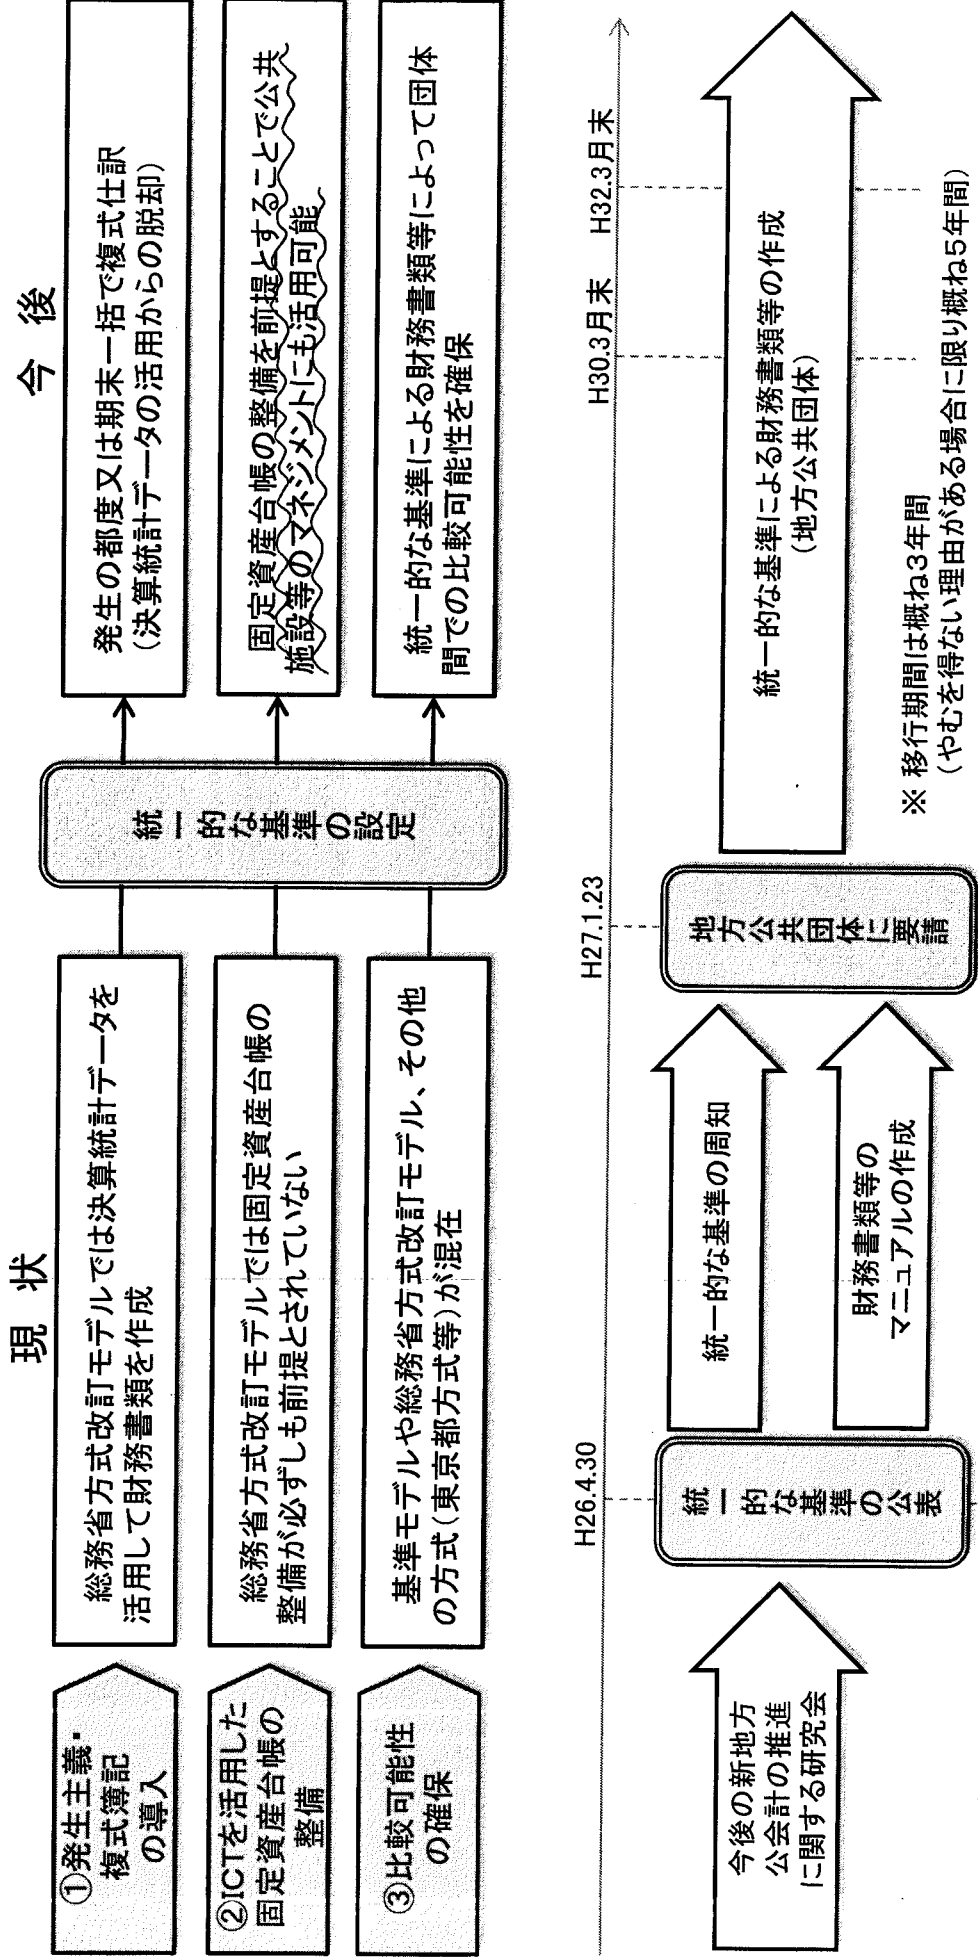 現 状
今 後
①発生主義・
複式簿記
の導入
総務省方式改訂モデルでは決算統計データを
活用して財務書類を作成
発生の都度又は期末一括で複式仕訳
(決算統計データの活用からの脱却)
②ICTを活用した
固定資産台帳の
整備
総務省方式改訂モデルでは固定資産台帳の
整備が必ずしも前提とされていない
統一的な基準の設定
固定資産台帳の整備を前提とすることで公共
施設等のマネジメントにも活用可能
③比較可能性
の確保
基準モデルや総務省方式改訂モデル、その他
の方式(東京都方式等)が混在
統一的な基準による財務書類等によって団体
間での比較可能性を確保
H26.4.30
H27.1.23
H30.3月末
H32.3月末
今後の新地方
公会計の推進
に関する研究会
統一的な基準の公表
統一的な基準の周知
財務書類等の
マニュアルの作成
地方公共団体に要請
統一的な基準による財務書類等の作成
(地方公共団体)
※ 移行期間は概ね3年間
(やむを得ない理由がある場合に限り概ね5年間)